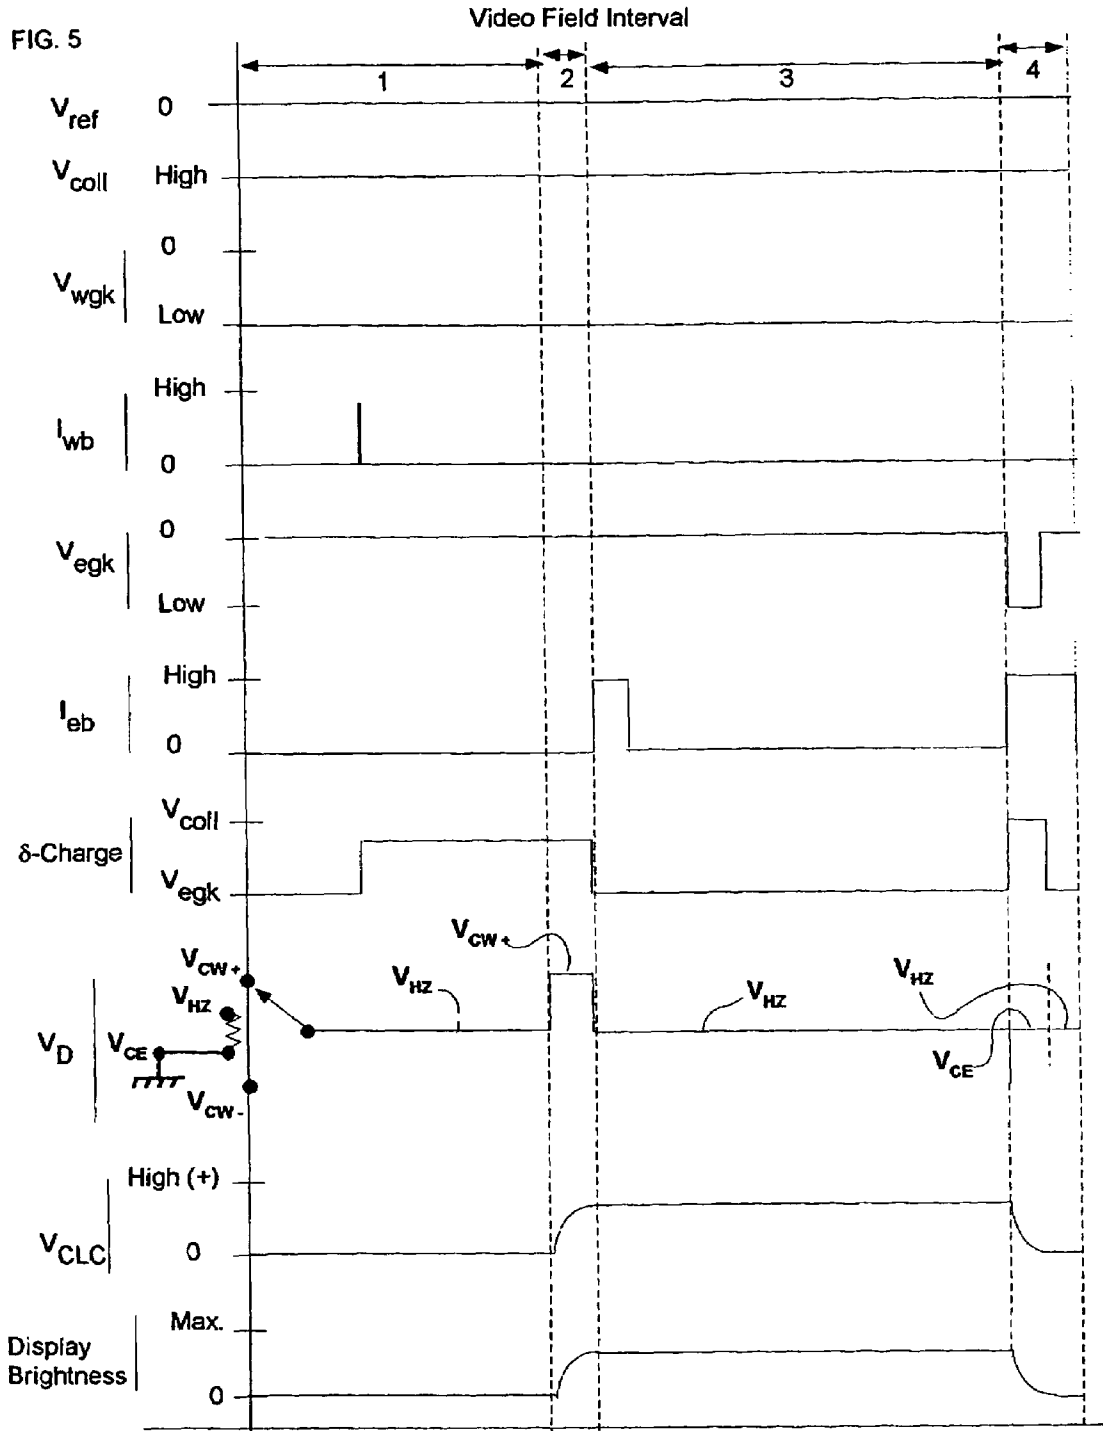 Video Field Interval
FIG. 5
1 2 3 4
Vref 0
Vcoll High
0
Vwgk
Low
High
Iwb
0
0
Vegk
Low
High
Ieb
0
Vcoll
δ-Charge
Vegk
VCW+
VCW+
VHZ
VHZ
VHZ
VHZ
VD
VCE
VCE
VCW-
High (+)
VCLC
0
Max.
Display
Brightness
0